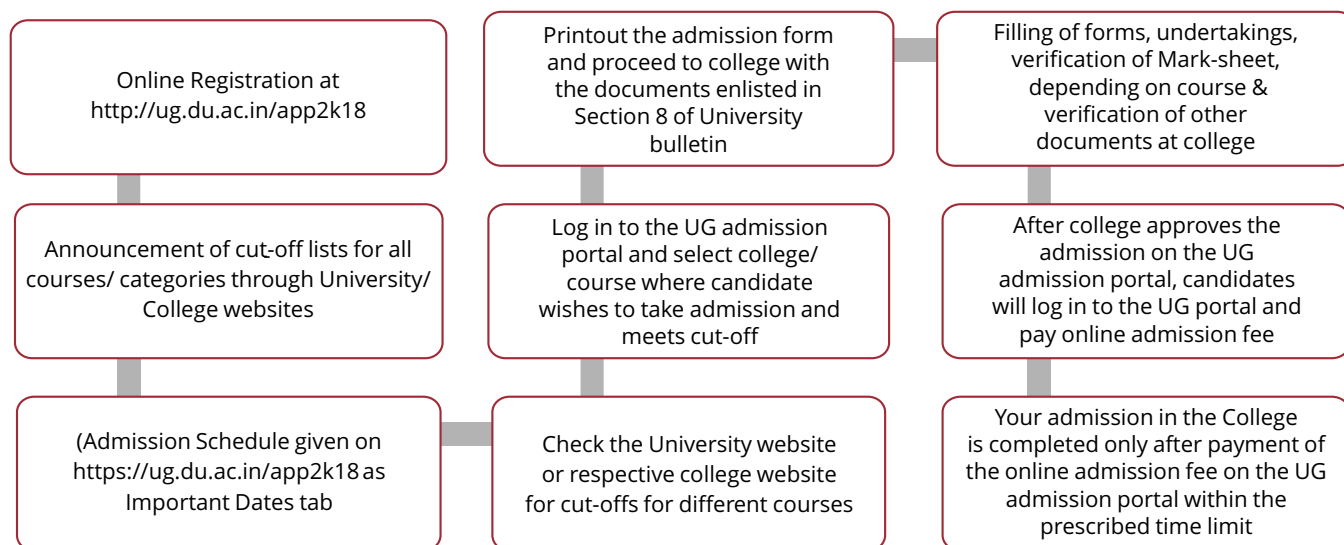 Online Registration at
http://ug.du.ac.in/app2k18
Announcement of cut-off lists for all
courses/ categories through University/
College websites
(Admission Schedule given on
https://ug.du.ac.in/app2k18 as
Important Dates tab
Check the University website
or respective college website
for cut-offs for different courses
Log in to the UG admission
portal and select college/
course where candidate
wishes to take admission and
meets cut-off
Printout the admission form
and proceed to college with
the documents enlisted in
Section 8 of University
bulletin
Filling of forms, undertakings,
verification of Mark-sheet,
depending on course &
verification of other
documents at college
After college approves the
admission on the UG
admission portal, candidates
will log in to the UG portal and
pay online admission fee
Your admission in the College
is completed only after payment of
the online admission fee on the UG
admission portal within the
prescribed time limit